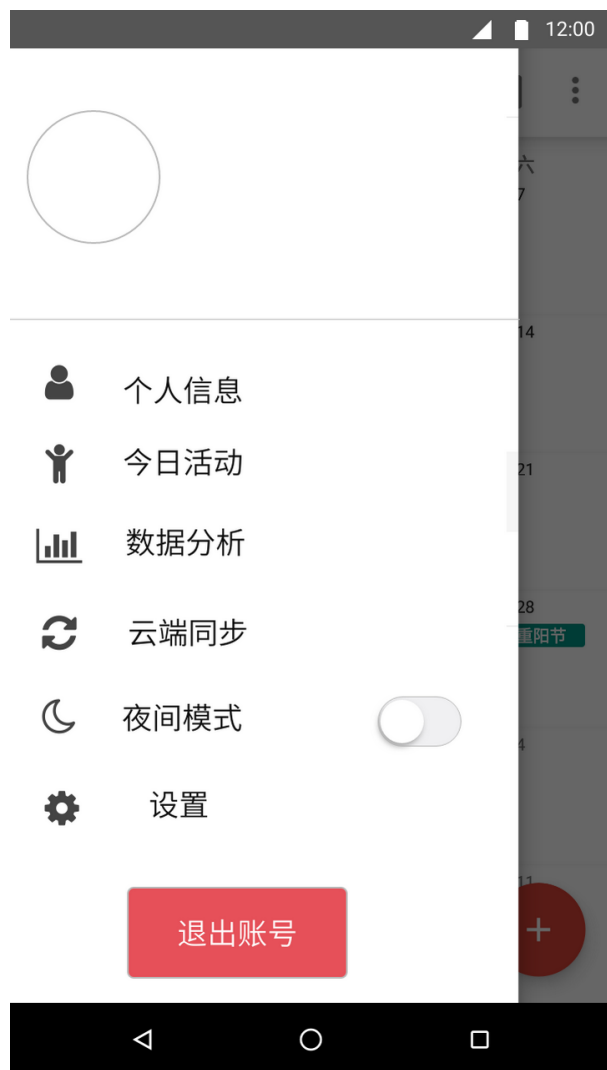 12:00
六
7
14
个人信息
今日活动
21
数据分析
28
云端同步
重阳节
夜间模式
4
设置
11
退出账号